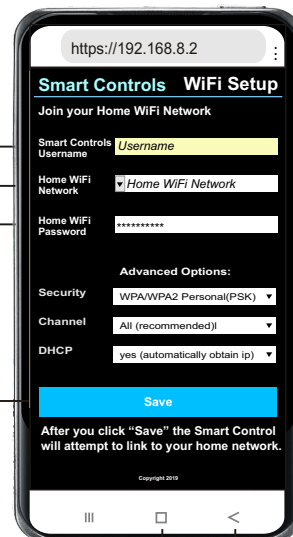 https://192.168.8.2
Smart Controls WiFi Setup
Join your Home WiFi Network
Smart Controls
Username
Username
Home WiFi
Network
Home WiFi Network
Home WiFi
Password
**********
Advanced Options:
Security
WPA/WPA2 Personal(PSK)
Channel
All (recommended)l
DHCP
yes (automatically obtain ip)
Save
After you click “Save” the Smart Control
will attempt to link to your home network.
Copyright 2019